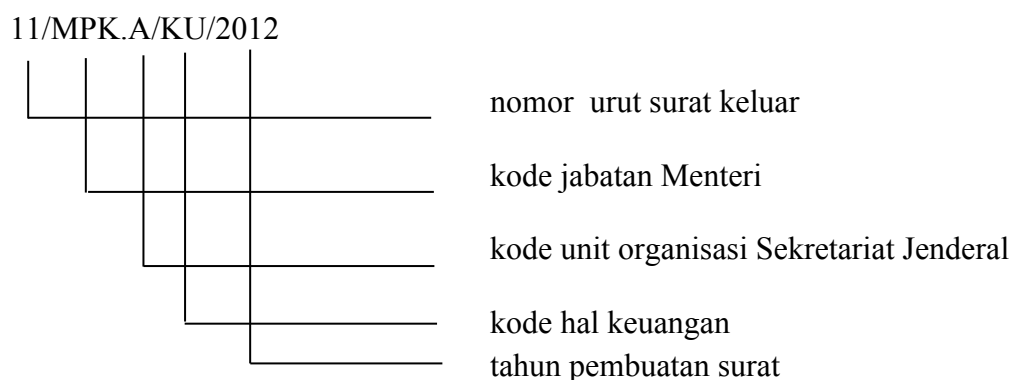 11/MPK.A/KU/2012
nomor urut surat keluar
kode jabatan Menteri
kode unit organisasi Sekretariat Jenderal
kode hal keuangan
tahun pembuatan surat